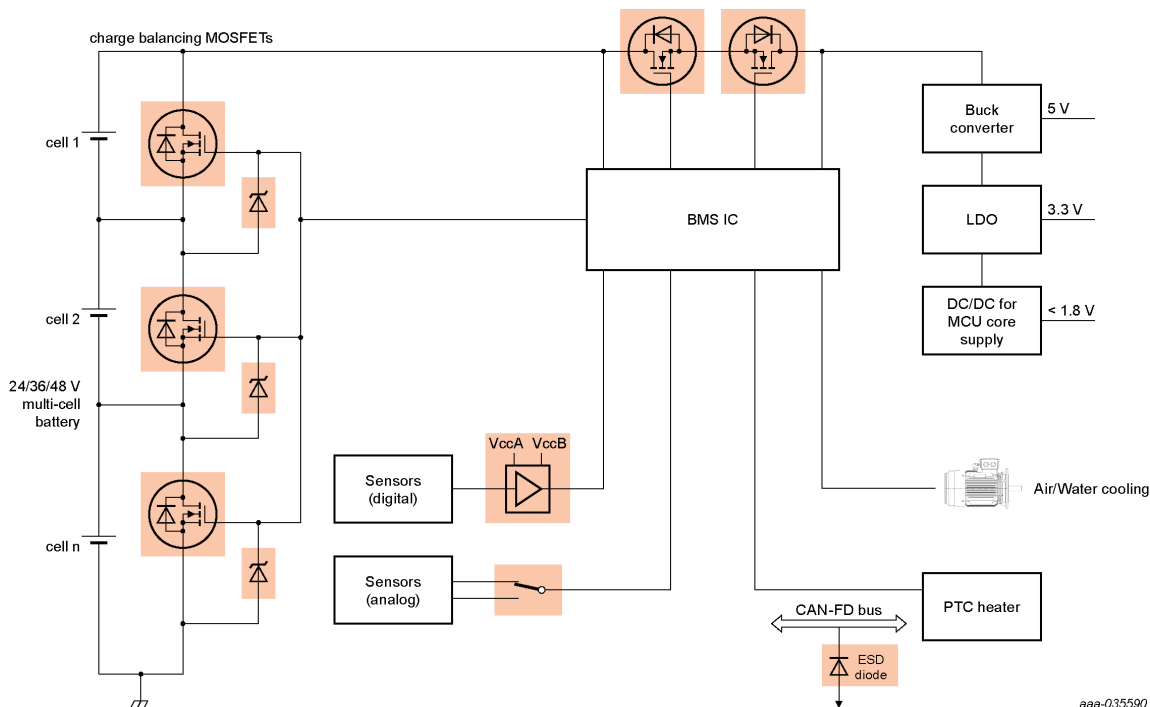 charge balancing MOSFETs
cell 1
cell 2
24/36/48 V
multi-cell
battery
cell n
BMS IC
Buck
converter
5 V
LDO
3.3 V
DC/DC for
MCU core
supply
< 1.8 V
VccA VccB
Sensors
(digital)
Sensors
(analog)
Air/Water cooling
PTC heater
CAN-FD bus
ESD
diode
aaa-035590